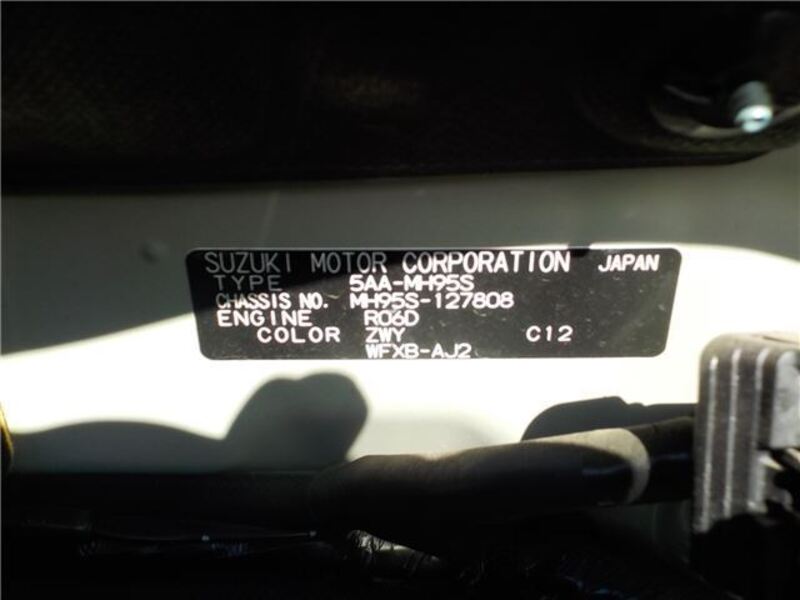 SUZUKI MOTOR CORPORATION JAPAN
TYPE 5AA-MH95S
CHASSIS NO. MH95S-127808
ENGINE R06D
COLOR ZWY C12
WFXB-AJ2